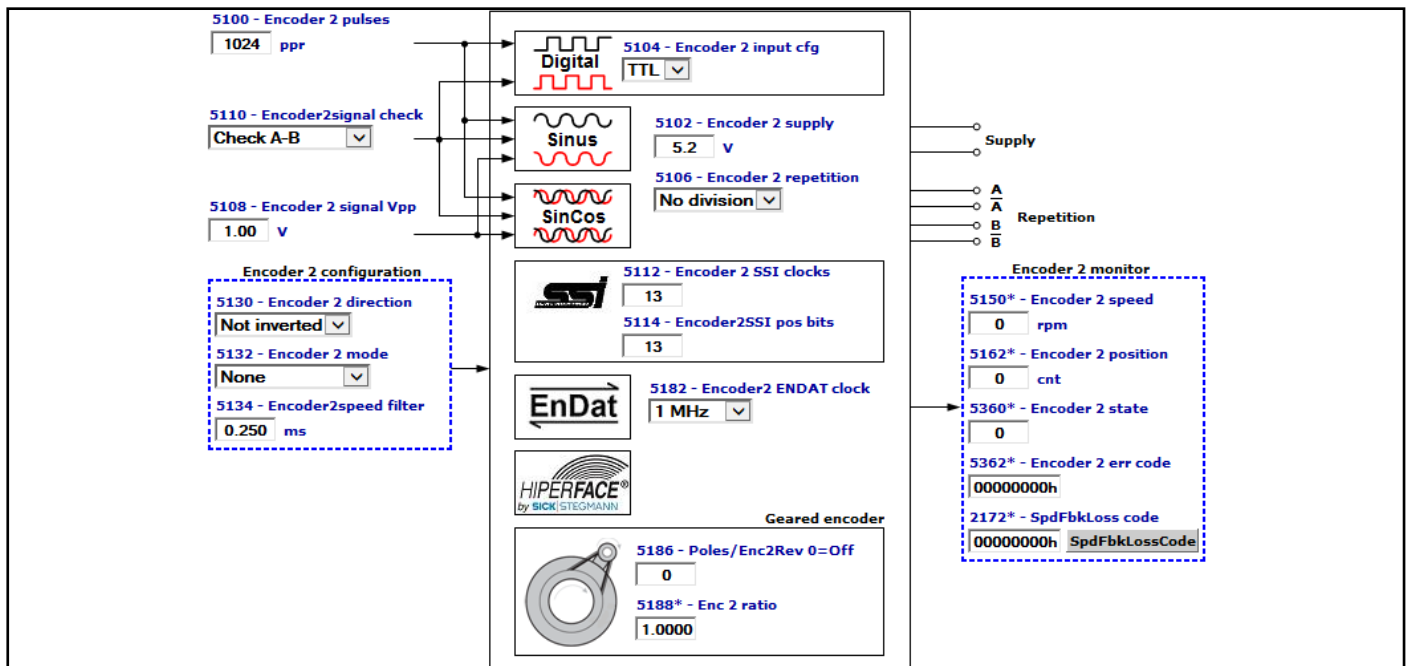 5100 - Encoder 2 pulses
1024 ppr
5110 - Encoder2signal check
Check A-B
5108 - Encoder 2 signal Vpp
1.00 V
Encoder 2 configuration
5130 - Encoder 2 direction
Not inverted
5132 - Encoder 2 mode
None
5134 - Encoder2speed filter
0.250 ms
Digital
5104 - Encoder 2 input cfg
TTL
Sinus
5102 - Encoder 2 supply
5.2 V
5106 - Encoder 2 repetition
No division
SinCos
ssi
5112 - Encoder 2 SSI clocks
13
5114 - Encoder2SSI pos bits
13
EnDat
5182 - Encoder2 ENDAT clock
1 MHz
HIPERFACE®
by SICK|STEGMANN
Geared encoder
5186 - Poles/Enc2Rev 0=Off
0
5188* - Enc 2 ratio
1.0000
Supply
A
A
B
B
Repetition
Encoder 2 monitor
5150* - Encoder 2 speed
0 rpm
5162* - Encoder 2 position
0 cnt
5360* - Encoder 2 state
0
5362* - Encoder 2 err code
00000000h
2172* - SpdFbkLoss code
00000000h SpdFbkLossCode